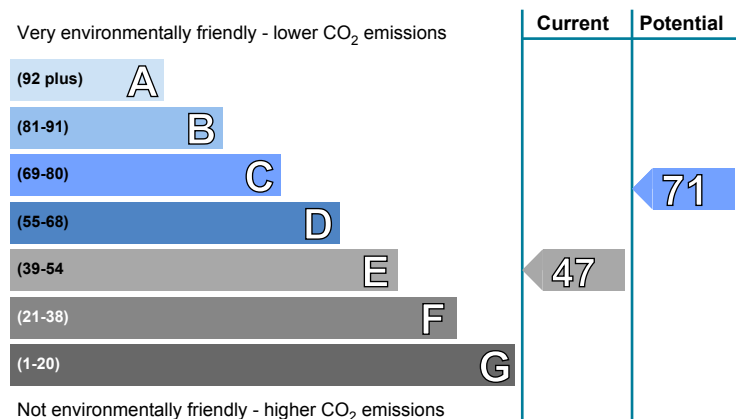 Very environmentally friendly - lower CO2 emissions
Current
Potential
(92 plus) A
(81-91) B
(69-80) C
71
(55-68) D
(39-54 E
47
(21-38) F
(1-20) G
Not environmentally friendly - higher CO2 emissions